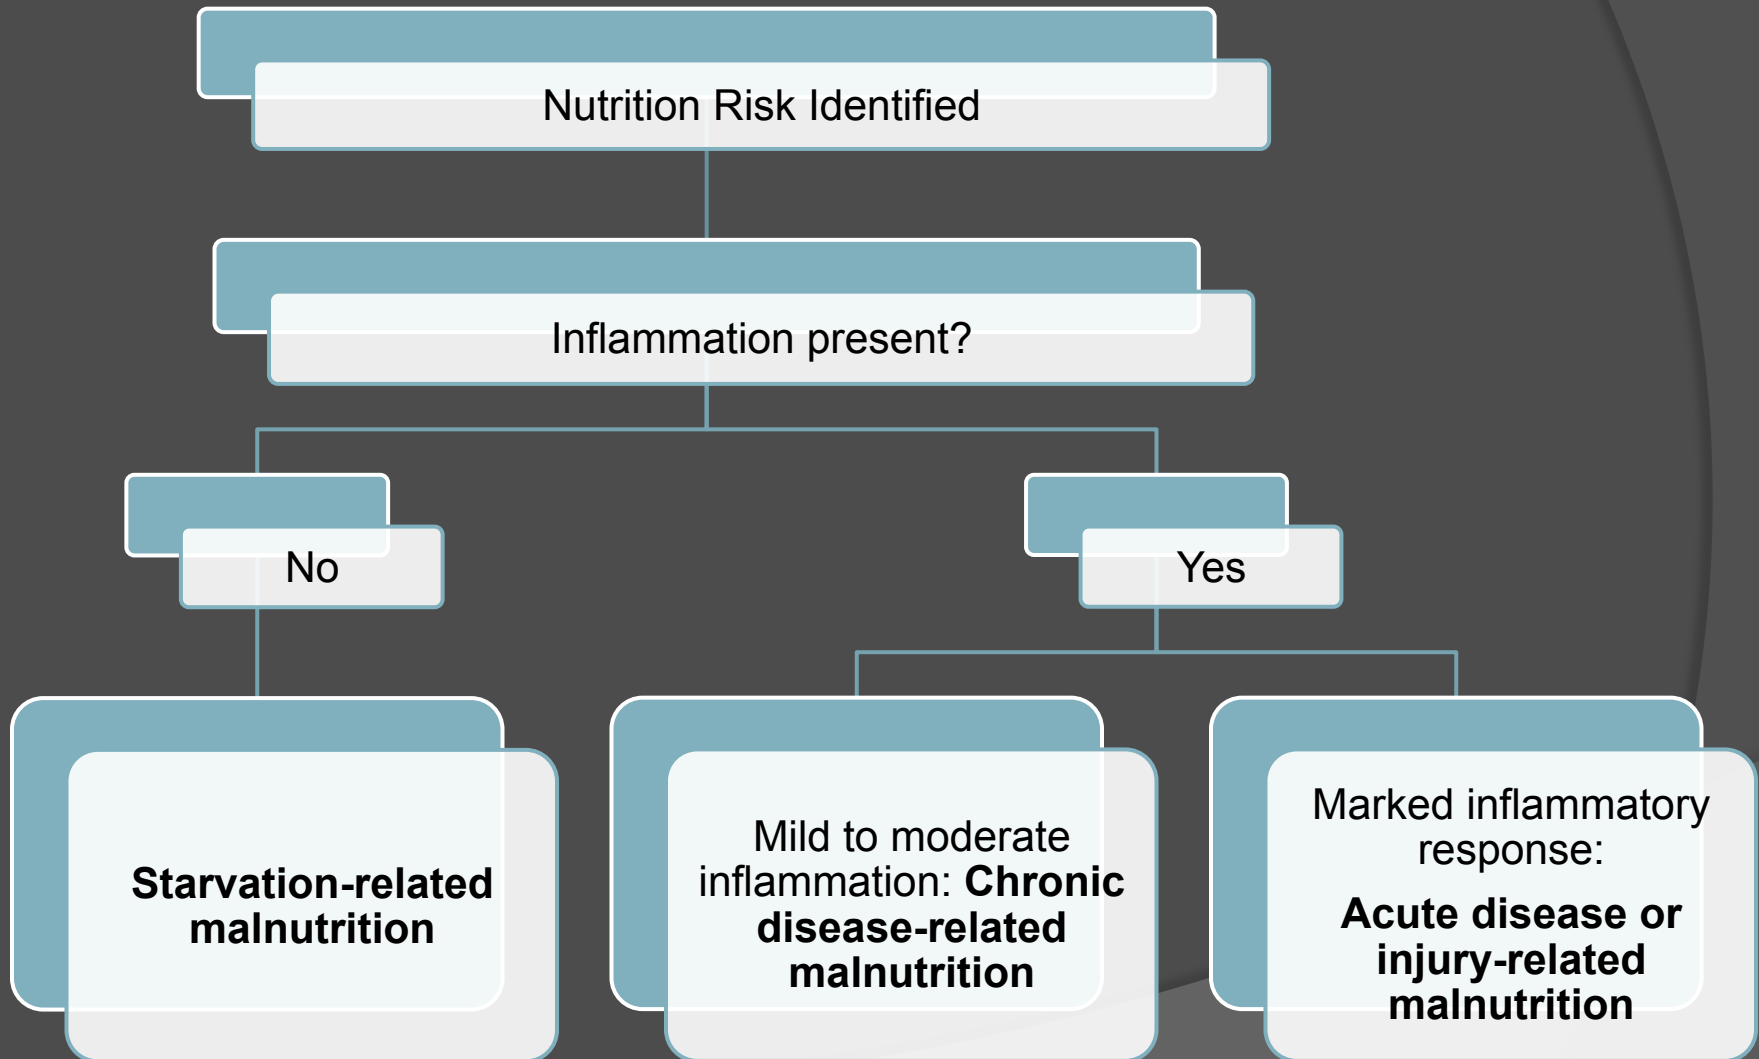 Nutrition Risk Identified
Inflammation present?
No
Yes
Starvation-related
malnutrition
Mild to moderate
inflammation: Chronic
disease-related
malnutrition
Marked inflammatory
response:
Acute disease or
injury-related
malnutrition